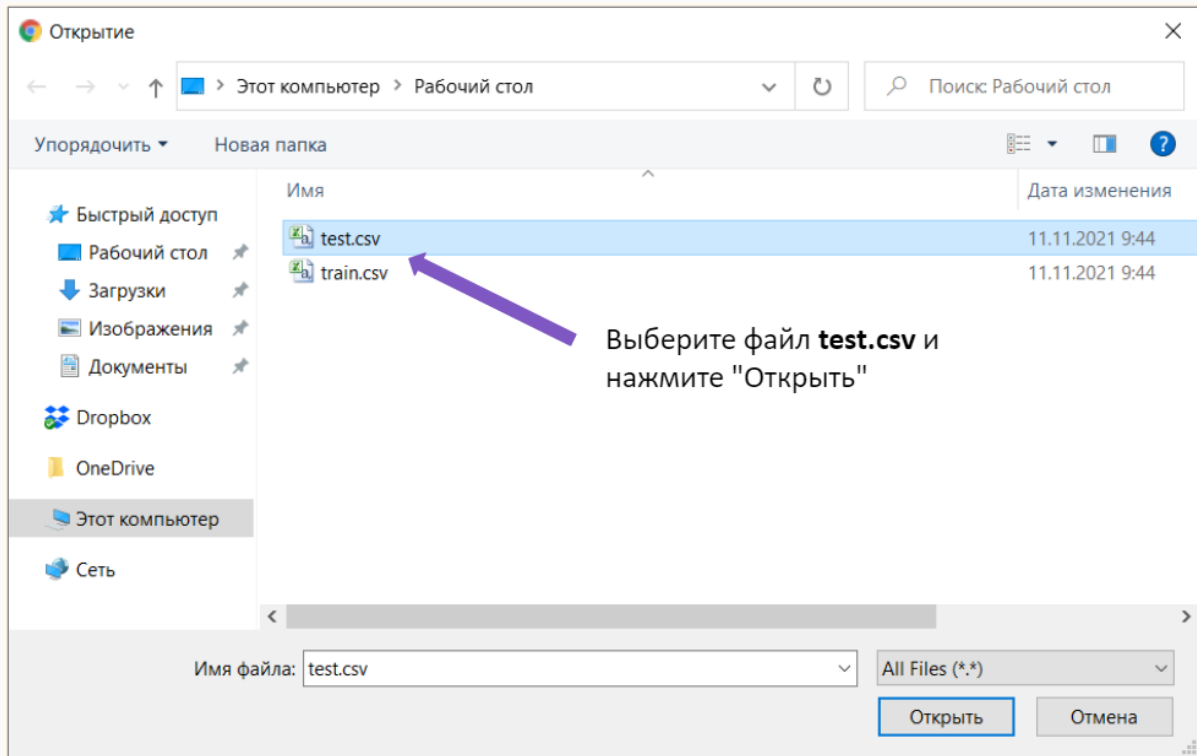 Открытие
Этот компьютер > Рабочий стол
Поиск: Рабочий стол
Упорядочить
Новая папка
Имя
Дата изменения
Быстрый доступ
Рабочий стол
Загрузки
Изображения
Документы
Dropbox
OneDrive
Этот компьютер
Сеть
test.csv
11.11.2021 9:44
train.csv
11.11.2021 9:44
Выберите файл test.csv и
нажмите "Открыть"
Имя файла: test.csv
All Files (*.*)
Открыть
Отмена